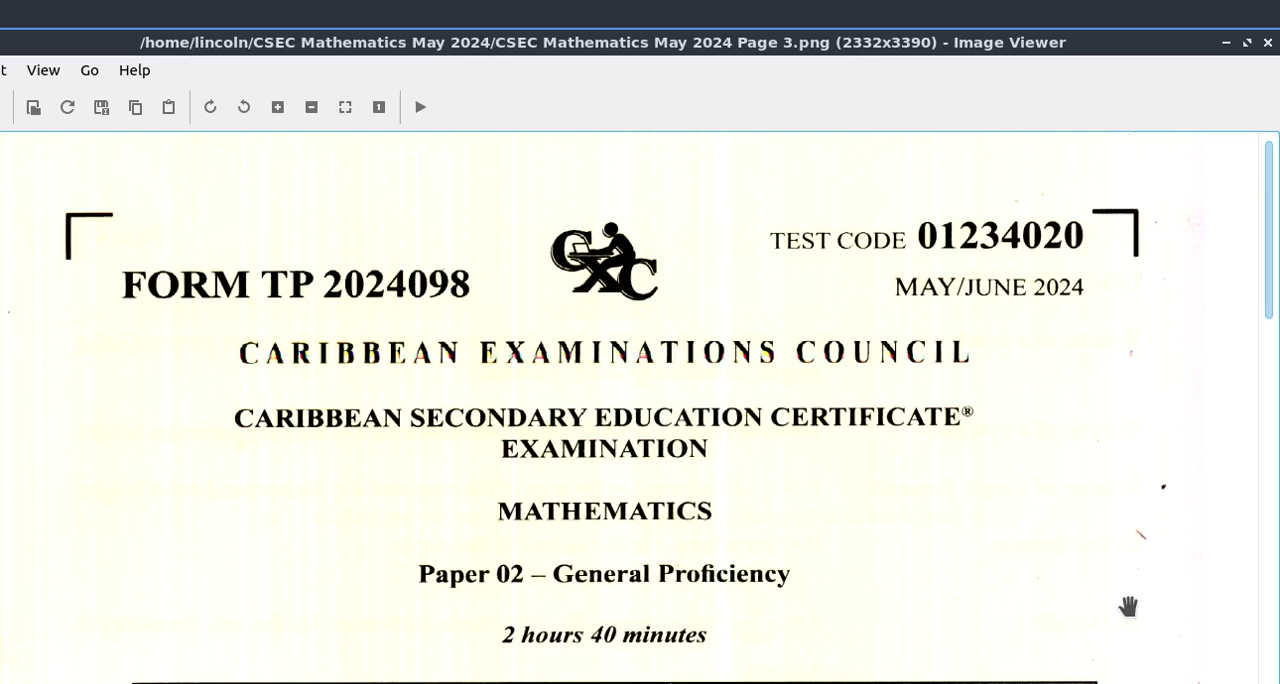 /home/lincoln/CSEC Mathematics May 2024/CSEC Mathematics May 2024 Page 3.png (2332x3390) - Image Viewer
t View Go Help
1
CXC
TEST CODE 01234020
FORM TP 2024098
MAY/JUNE 2024
CARIBBEAN EXAMINATIONS COUNCIL
CARIBBEAN SECONDARY EDUCATION CERTIFICATE®
EXAMINATION
MATHEMATICS
Paper 02 – General Proficiency
2 hours 40 minutes